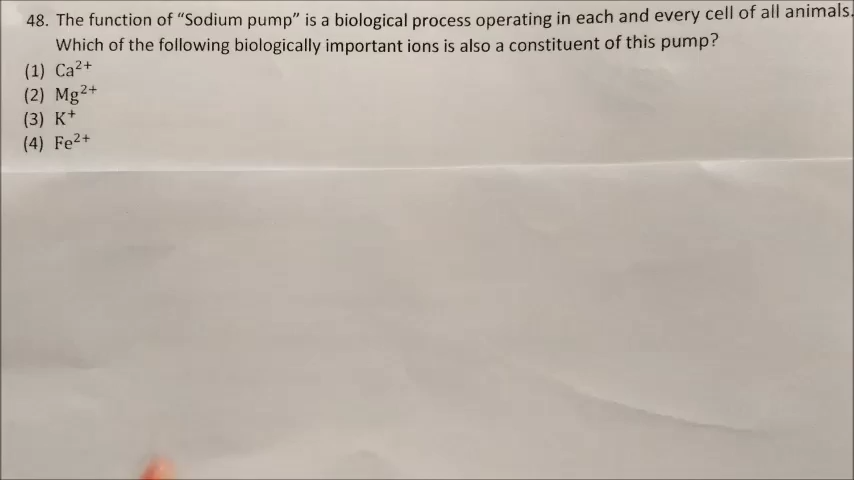 48. The function of “Sodium pump” is a biological process operating in each and every cell of all animals.
Which of the following biologically important ions is also a constituent of this pump?
(1) Ca²⁺
(2) Mg²⁺
(3) K⁺
(4) Fe²⁺